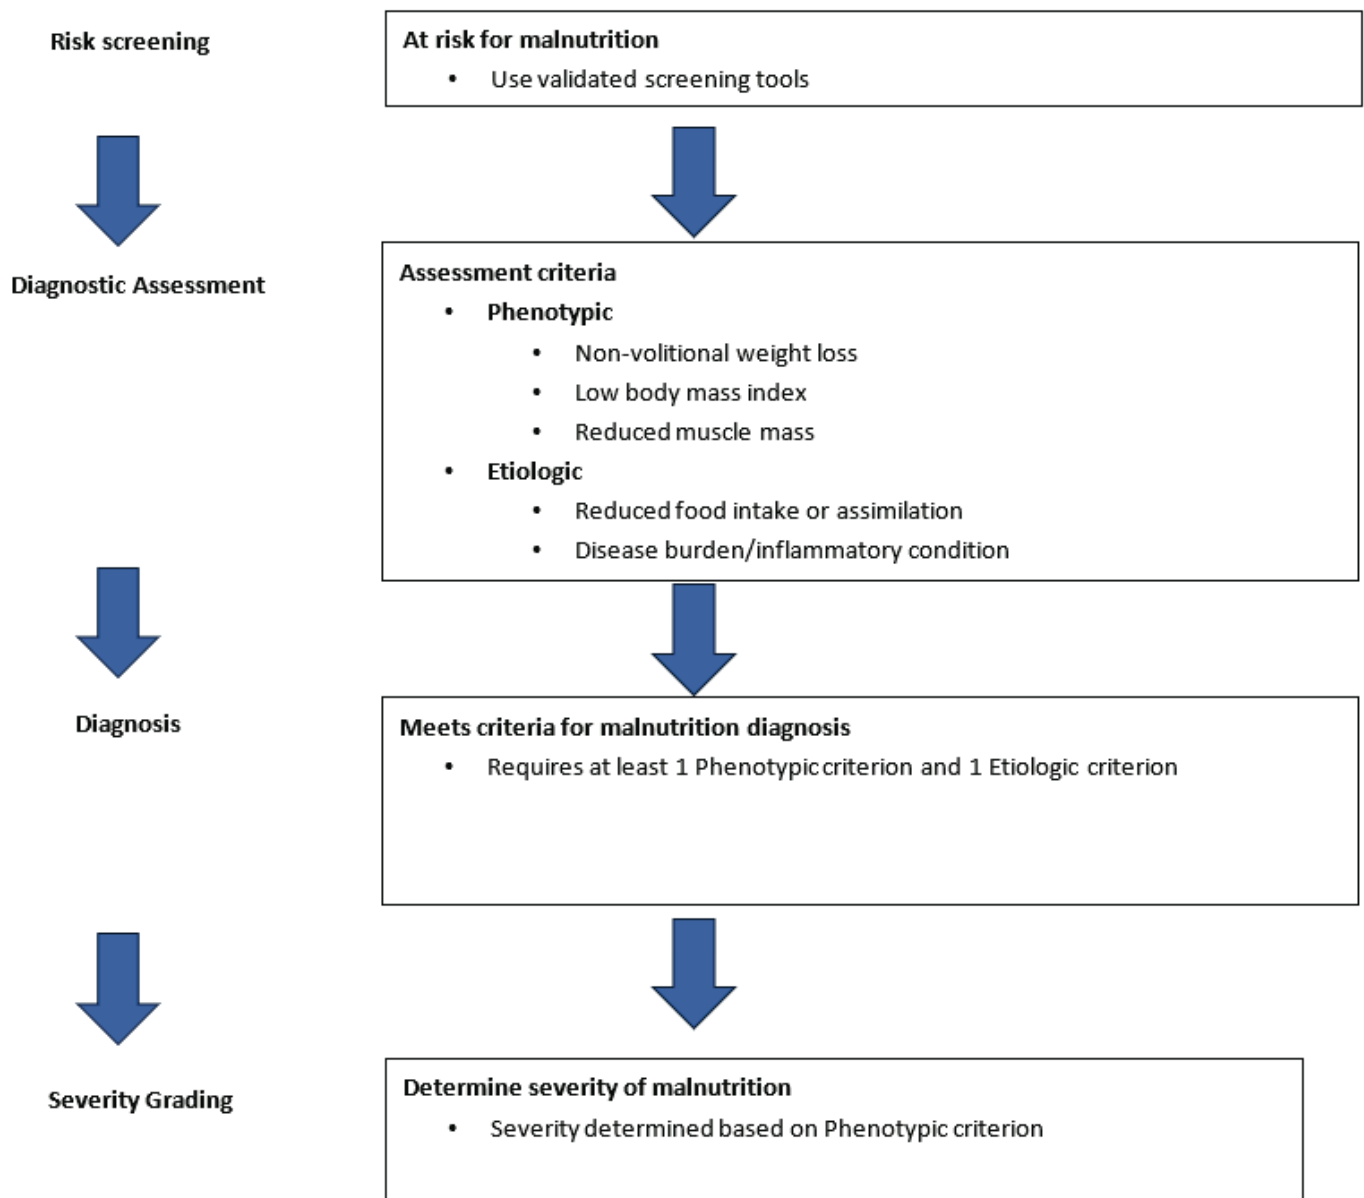 Risk screening
At risk for malnutrition
• Use validated screening tools
Diagnostic Assessment
Assessment criteria
• Phenotypic
• Non-volitional weight loss
• Low body mass index
• Reduced muscle mass
• Etiologic
• Reduced food intake or assimilation
• Disease burden/inflammatory condition
Diagnosis
Meets criteria for malnutrition diagnosis
• Requires at least 1 Phenotypic criterion and 1 Etiologic criterion
Severity Grading
Determine severity of malnutrition
• Severity determined based on Phenotypic criterion